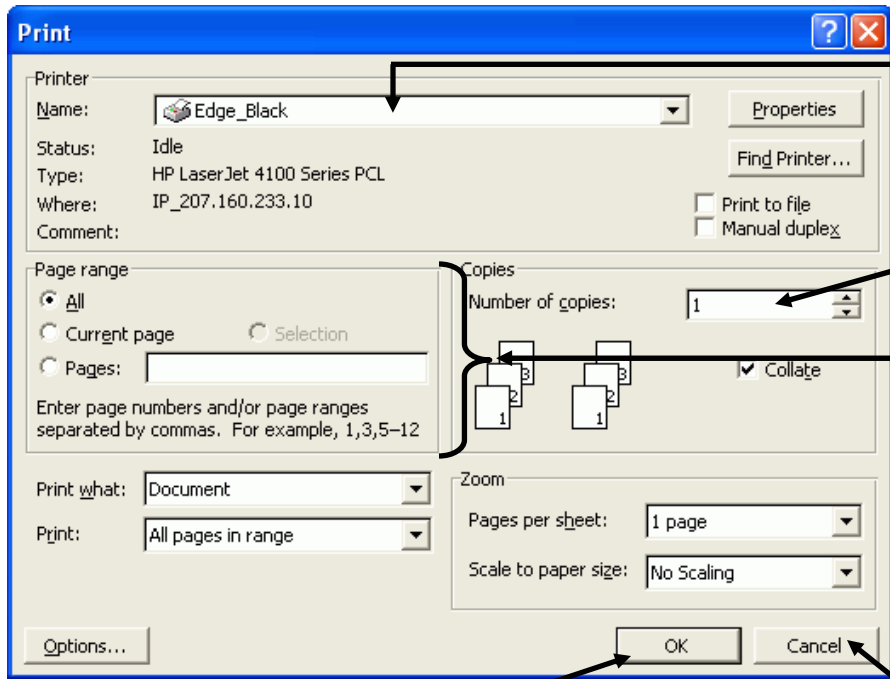 Print
Printer
Name: Edge_Black Properties
Status: Idle
Find Printer...
Type: HP LaserJet 4100 Series PCL
Where: IP_207.160.233.10
Print to file
Comment:
Manual duplex
Page range
All
Current page Selection
Pages:
Enter page numbers and/or page ranges
separated by commas. For example, 1,3,5–12
Copies
Number of copies: 1
3 3
2 2
1 1
Collate
Print what: Document
Print: All pages in range
Zoom
Pages per sheet: 1 page
Scale to paper size: No Scaling
Options... OK Cancel